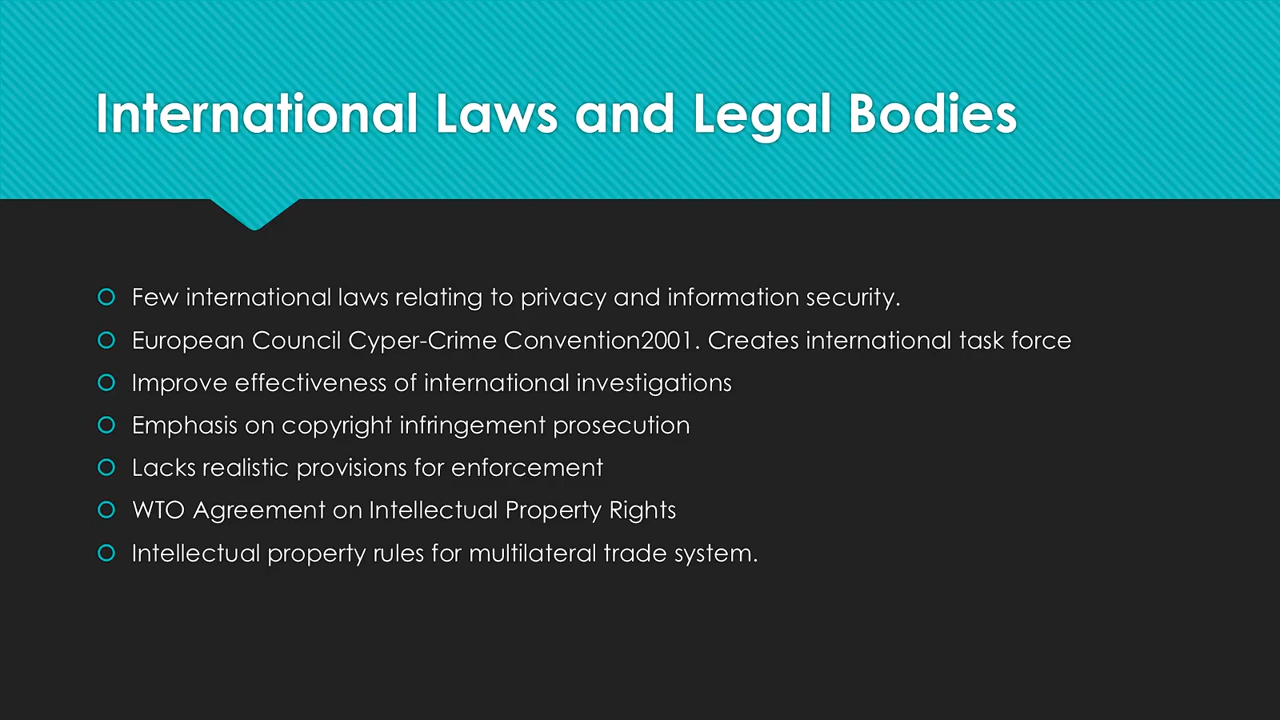 International Laws and Legal Bodies
Few international laws relating to privacy and information security.
European Council Cyper-Crime Convention2001. Creates international task force
Improve effectiveness of international investigations
Emphasis on copyright infringement prosecution
Lacks realistic provisions for enforcement
WTO Agreement on Intellectual Property Rights
Intellectual property rules for multilateral trade system.